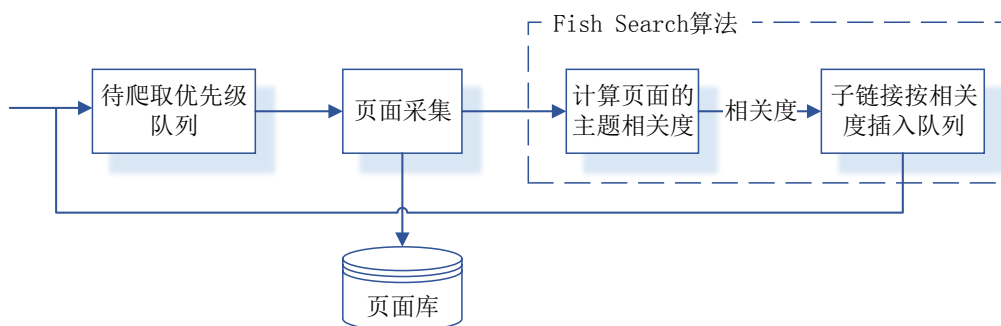 Fish Search算法
待爬取优先级
队列
页面采集
计算页面的
主题相关度
相关度
子链接按相关
度插入队列
页面库